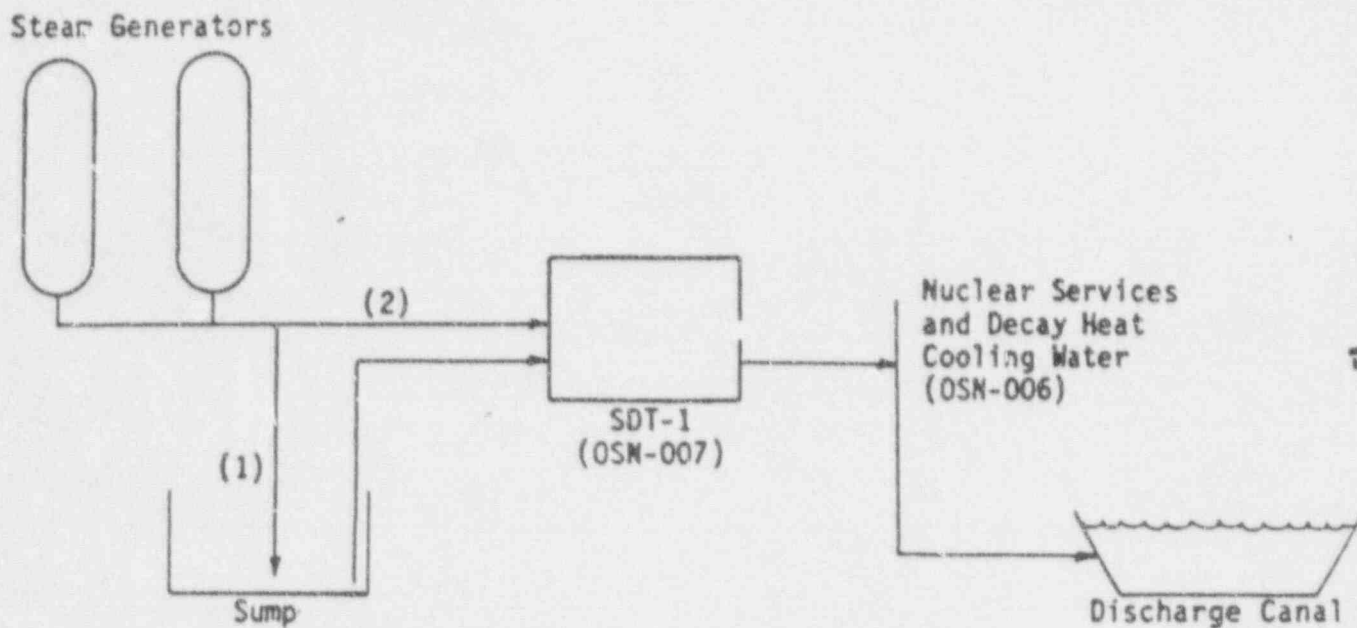 Stear Generators
(2)
Nuclear Services
and Decay Heat
Cooling Water
(OSN-006)
SDT-1
(OSN-007)
(1)
Sump
Discharge Canal